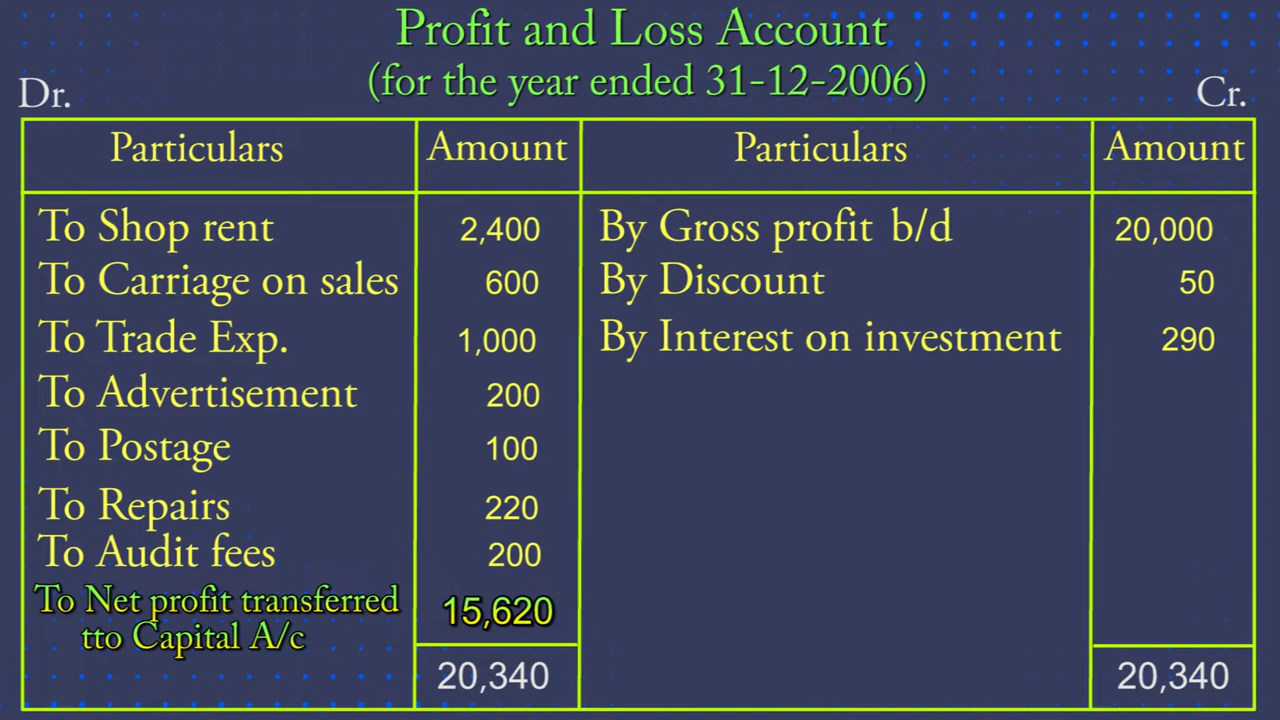 Profit and Loss Account
(for the year ended 31-12-2006)
Dr. Cr.
Particulars Amount Particulars Amount
To Shop rent 2,400 By Gross profit b/d 20,000
To Carriage on sales 600 By Discount 50
To Trade Exp. 1,000 By Interest on investment 290
To Advertisement 200
To Postage 100
To Repairs 220
To Audit fees 200
To Net profit transferred 15,620
tto Capital A/c
20,340 20,340